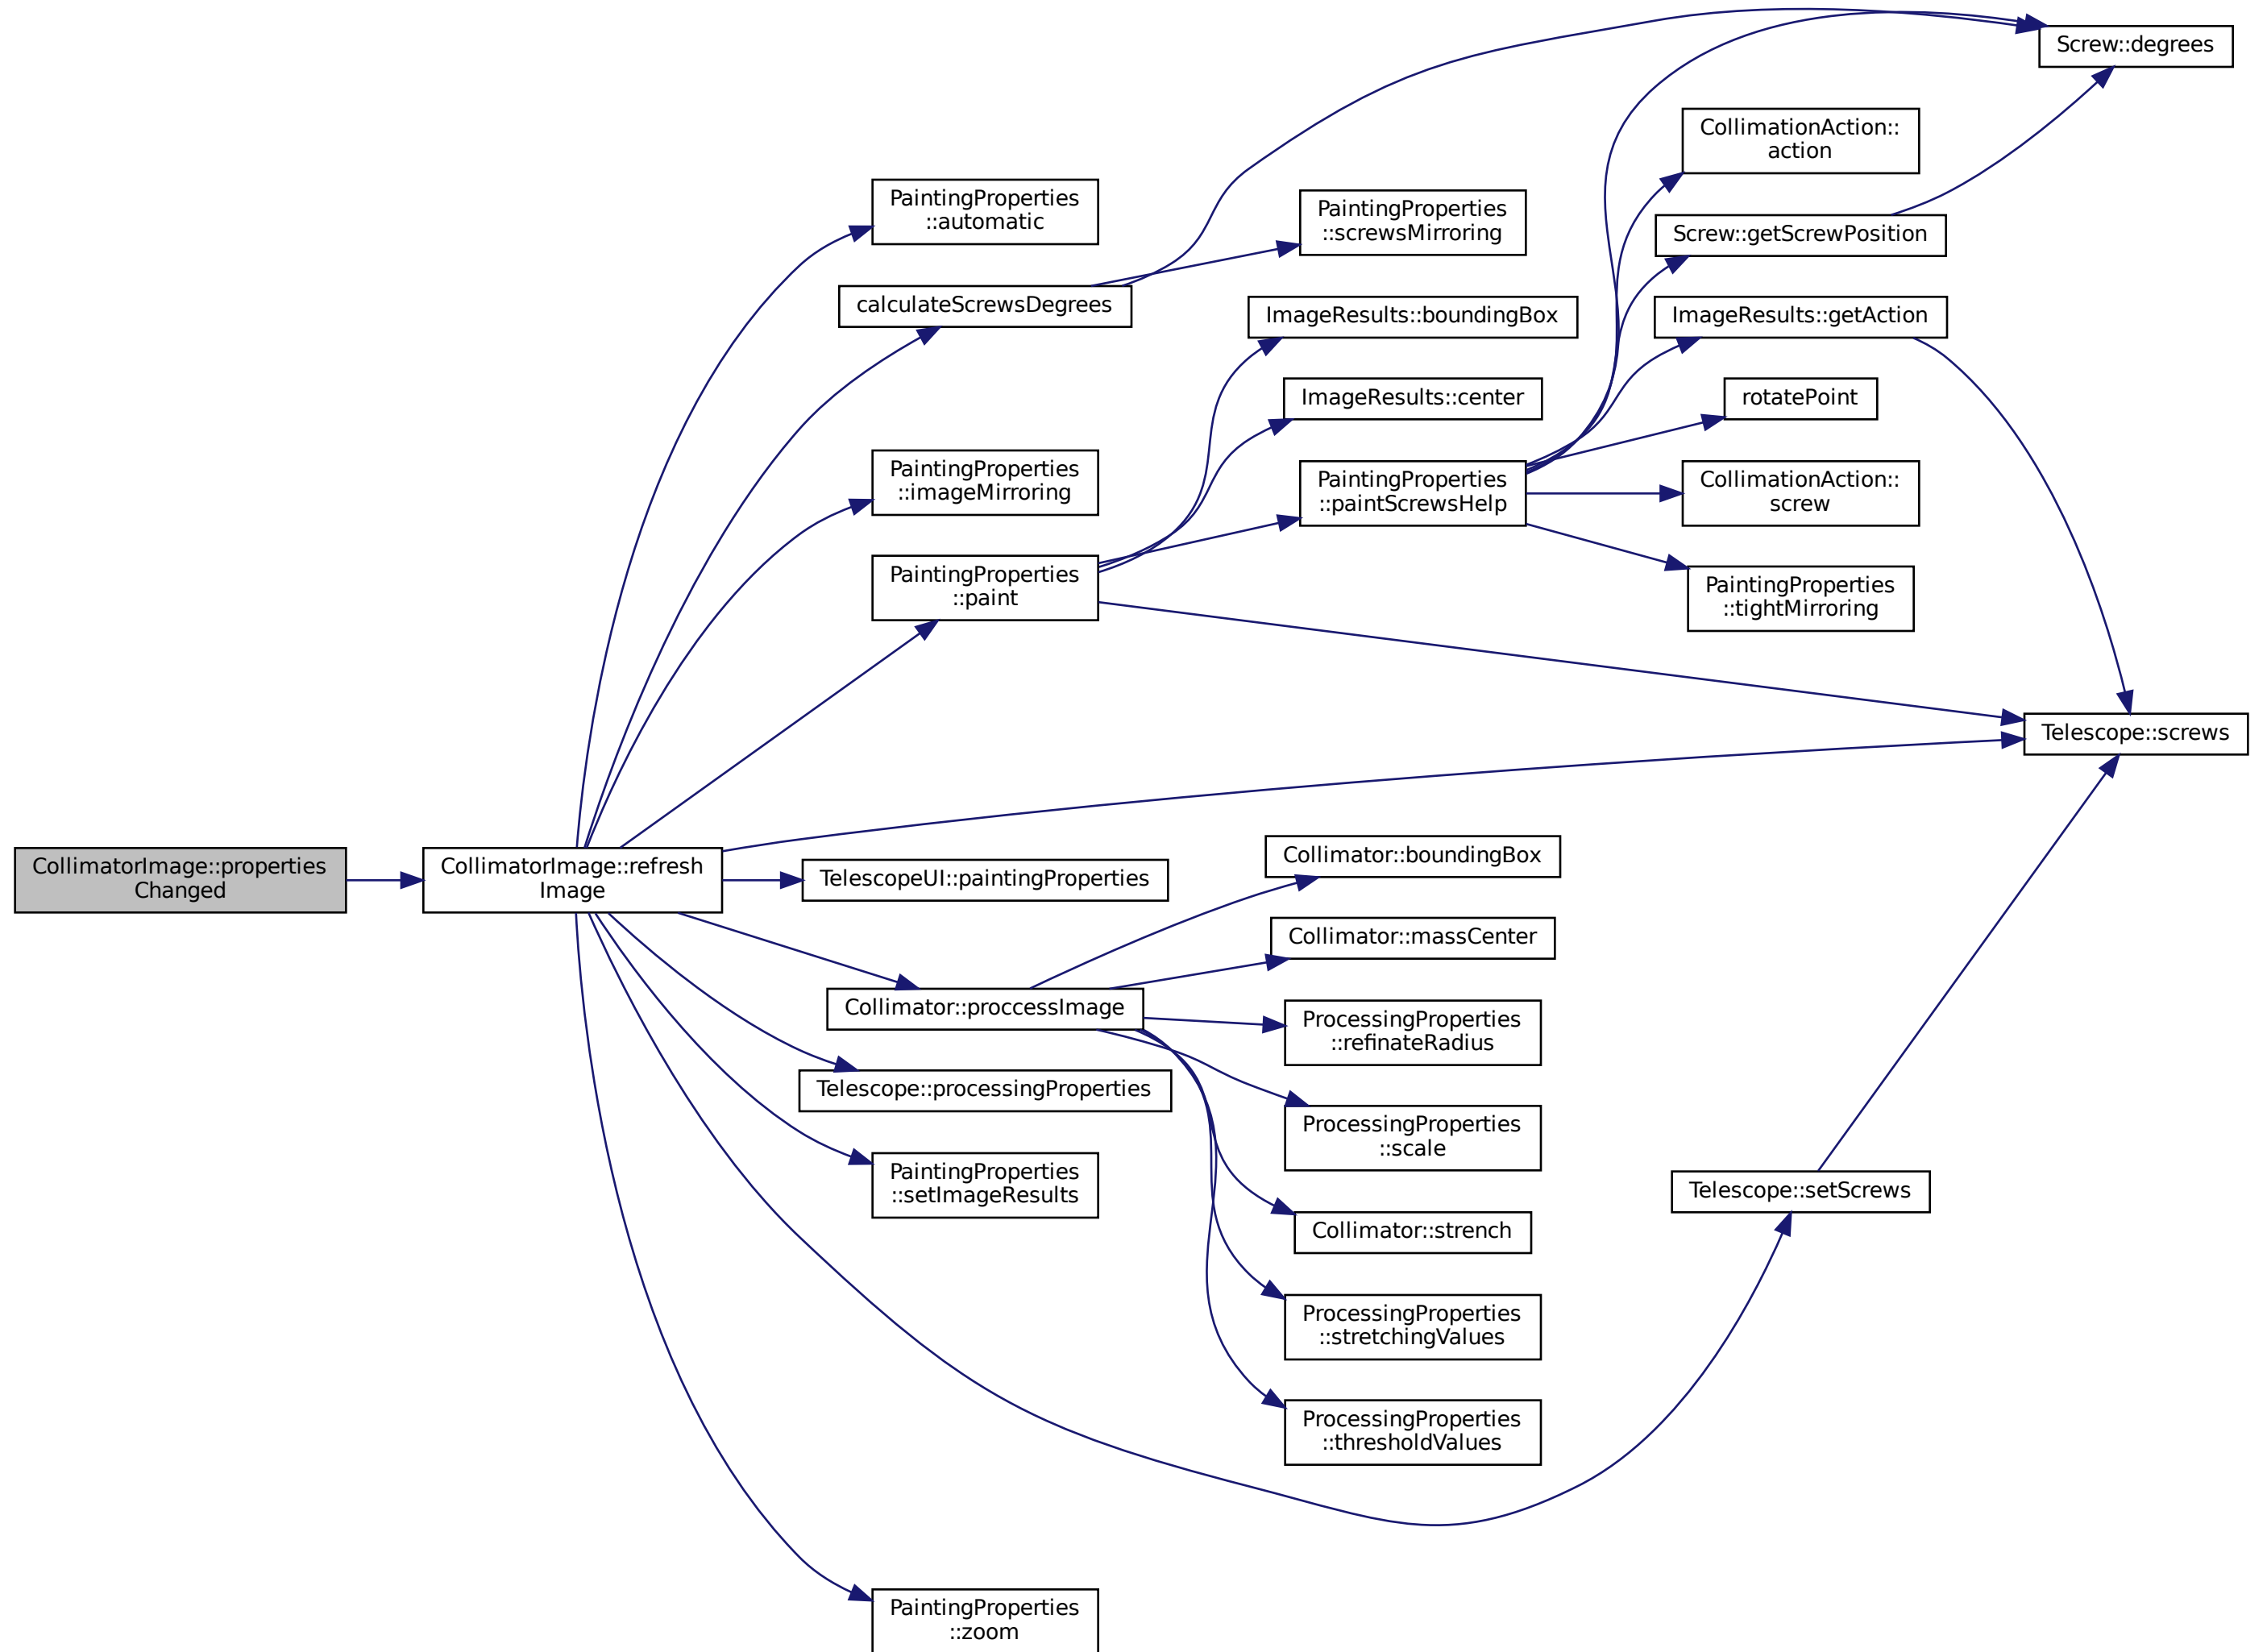 Screw::degrees
CollimationAction::
action
PaintingProperties
::automatic
PaintingProperties
::screwsMirroring
Screw::getScrewPosition
calculateScrewsDegrees
ImageResults::boundingBox
ImageResults::getAction
ImageResults::center
rotatePoint
PaintingProperties
::imageMirroring
PaintingProperties
::paintScrewsHelp
CollimationAction::
screw
PaintingProperties
::paint
PaintingProperties
::tightMirroring
Telescope::screws
CollimatorImage::properties
Changed
CollimatorImage::refresh
Image
TelescopeUI::paintingProperties
Collimator::boundingBox
Collimator::massCenter
Collimator::proccessImage
ProcessingProperties
::refinateRadius
Telescope::processingProperties
ProcessingProperties
::scale
PaintingProperties
::setImageResults
Telescope::setScrews
Collimator::strench
ProcessingProperties
::stretchingValues
ProcessingProperties
::thresholdValues
PaintingProperties
::zoom